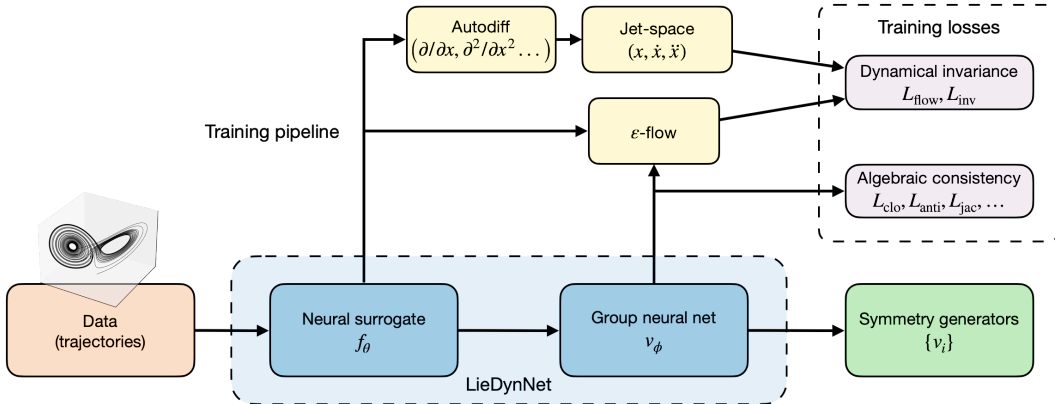 Autodiff
(∂/∂x, ∂²/∂x² ...)
Jet-space
(x, ẋ, ẍ)
Training losses
Dynamical invariance
L_flow, L_inv
Training pipeline
ε-flow
Algebraic consistency
L_clo, L_anti, L_jac, ...
Data
(trajectories)
Neural surrogate
f_θ
Group neural net
v_ϕ
Symmetry generators
{v_i}
LieDynNet